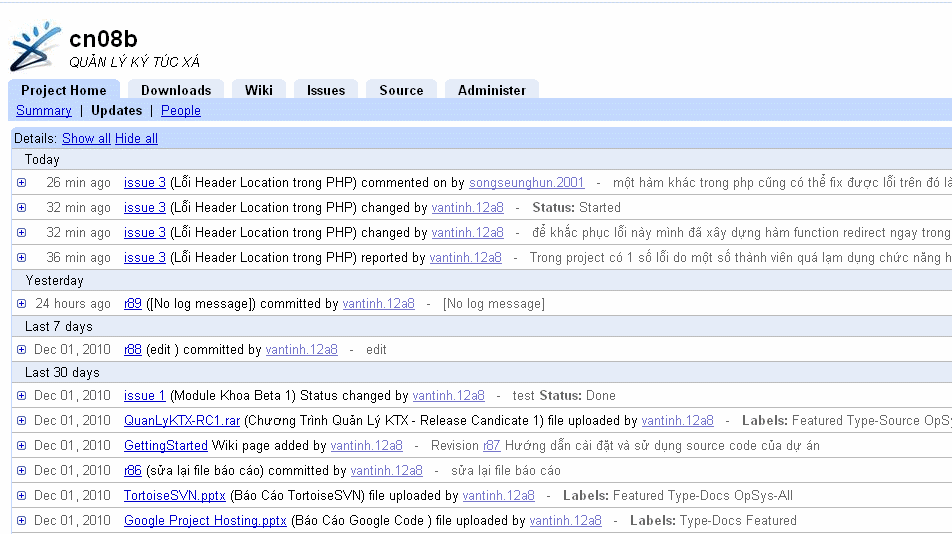 cn08b
QUẢN LÝ KÝ TÚC XÁ
Project Home Downloads Wiki Issues Source Administer
Summary | Updates | People
Details: Show all Hide all
Today
26 min ago issue 3 (Lỗi Header Location trong PHP) commented on by songseunghun.2001 - một hàm khác trong php cũng có thể fix được lỗi trên đó là
32 min ago issue 3 (Lỗi Header Location trong PHP) changed by vantinh.12a8 - Status: Started
32 min ago issue 3 (Lỗi Header Location trong PHP) changed by vantinh.12a8 - để khắc phục lỗi này mình đã xây dựng hàm function redirect ngay trong
36 min ago issue 3 (Lỗi Header Location trong PHP) reported by vantinh.12a8 - Trong project có 1 số lỗi do một số thành viên quá lạm dụng chức năng h
Yesterday
24 hours ago r89 ([No log message]) committed by vantinh.12a8 - [No log message]
Last 7 days
Dec 01, 2010 r88 (edit ) committed by vantinh.12a8 - edit
Last 30 days
Dec 01, 2010 issue 1 (Module Khoa Beta 1) Status changed by vantinh.12a8 - test Status: Done
Dec 01, 2010 QuanLyKTX-RC1.rar (Chương Trình Quản Lý KTX - Release Candicate 1) file uploaded by vantinh.12a8 - Labels: Featured Type-Source OpSy
Dec 01, 2010 GettingStarted Wiki page added by vantinh.12a8 - Revision r87 Hướng dẫn cài đặt và sử dụng source code của dự án
Dec 01, 2010 r86 (sửa lại file báo cáo) committed by vantinh.12a8 - sửa lại file báo cáo
Dec 01, 2010 TortoiseSVN.pptx (Báo Cáo TortoiseSVN) file uploaded by vantinh.12a8 - Labels: Featured Type-Docs OpSys-All
Dec 01, 2010 Google Project Hosting.pptx (Báo Cáo Google Code ) file uploaded by vantinh.12a8 - Labels: Type-Docs Featured